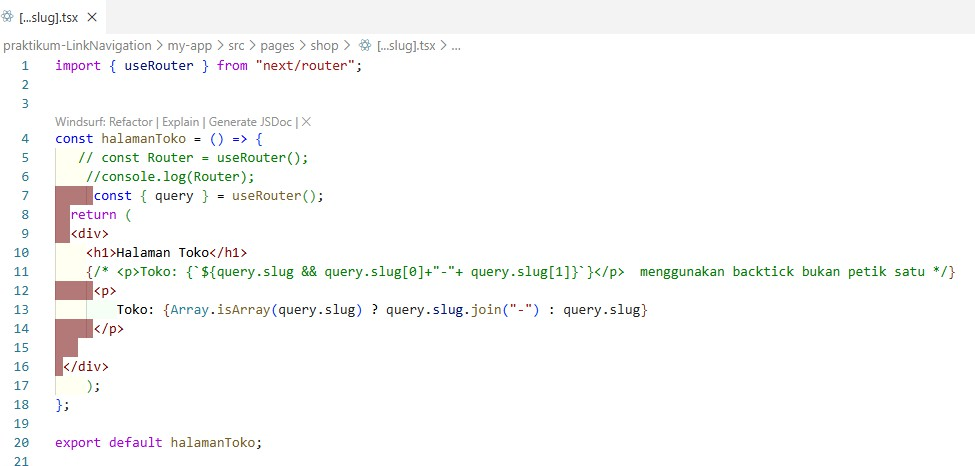 [...slug].tsx ×
praktikum-LinkNavigation > my-app > src > pages > shop > [...slug].tsx > ...
1 import { useRouter } from "next/router";
2
3
Windsurf: Refactor | Explain | Generate JSDoc | ×
4 const halamanToko = () => {
5    // const Router = useRouter();
6     //console.log(Router);
7      const { query } = useRouter();
8   return (
9   <div>
10     <h1>Halaman Toko</h1>
11     {/* <p>Toko: {`${query.slug && query.slug[0]+"-"+ query.slug[1]}`}</p>  menggunakan backtick bukan petik satu */}
12      <p>
13         Toko: {Array.isArray(query.slug) ? query.slug.join("-") : query.slug}
14      </p>
15
16  </div>
17     );
18 };
19
20 export default halamanToko;
21